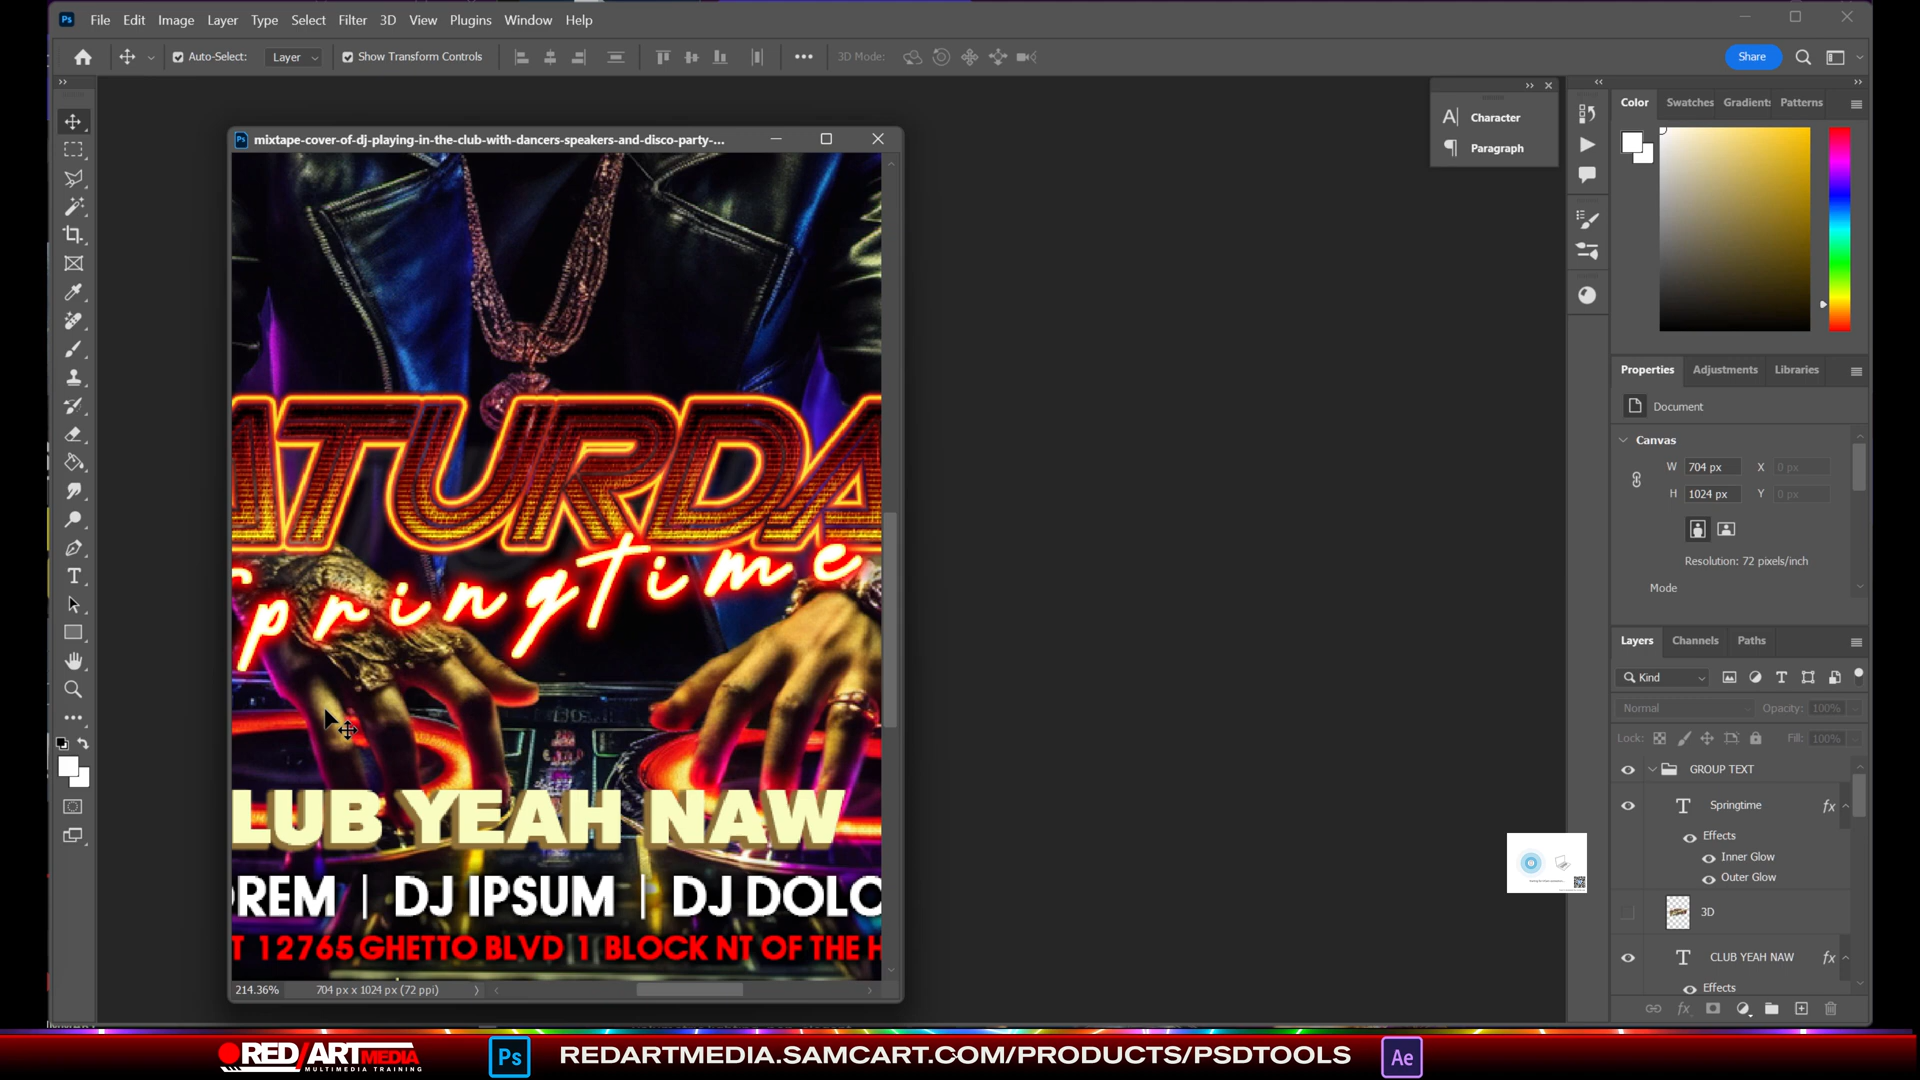 Ps File Edit Image Layer Type Select Filter 3D View Plugins Window Help
Auto-Select: Layer Show Transform Controls 3D Mode: Share
mixtape-cover-of-dj-playing-in-the-club-with-dancers-speakers-and-disco-party-...
Character
Paragraph
Color Swatches Gradients Patterns
ATURDA
Springtime
LUB YEAH NAW
OREM | DJ IPSUM | DJ DOLO
T 12765 GHETTO BLVD 1 BLOCK NT OF THE H
214.36% 704 px x 1024 px (72 ppi)
Properties Adjustments Libraries
Document
Canvas
W 704 px X 0 px
H 1024 px Y 0 px
Resolution: 72 pixels/inch
Mode
Layers Channels Paths
Kind
Normal Opacity: 100%
Lock: Fill: 100%
GROUP TEXT
Springtime fx
Effects
Inner Glow
Outer Glow
3D
CLUB YEAH NAW fx
Effects
RED/ARTMEDIA
MULTIMEDIA TRAINING
Ps REDARTMEDIA.SAMCART.COM/PRODUCTS/PSDTOOLS Ae